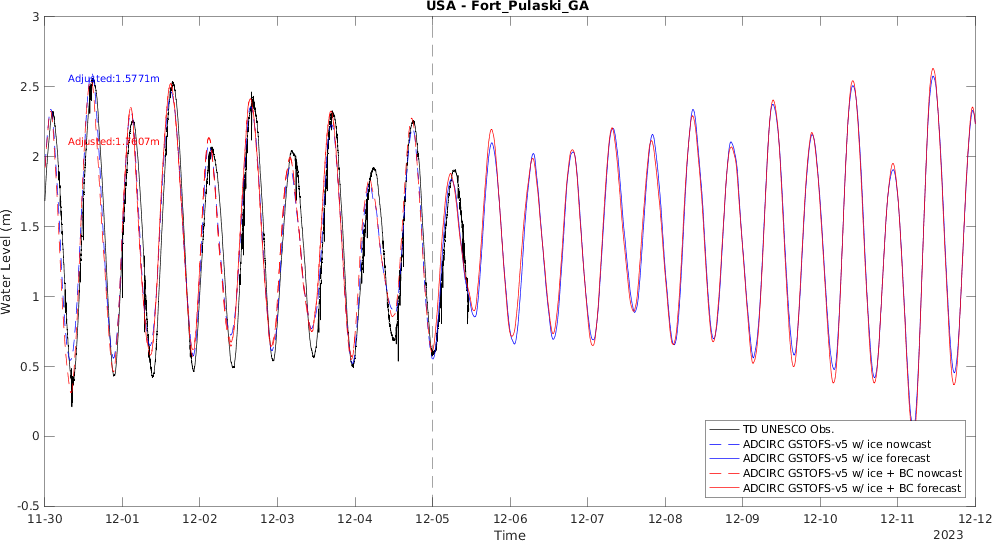 USA - Fort_Pulaski_GA
3
2.5
2
1.5
1
0.5
0
-0.5
Water Level (m)
Adjusted:1.5771m
TD UNESCO Obs.
ADCIRC GSTOFS-v5 w/ ice nowcast
ADCIRC GSTOFS-v5 w/ ice forecast
ADCIRC GSTOFS-v5 w/ ice + BC nowcast
ADCIRC GSTOFS-v5 w/ ice + BC forecast
11-30 12-01 12-02 12-03 12-04 12-05 12-06 12-07 12-08 12-09 12-10 12-11 12-12
Time
2023